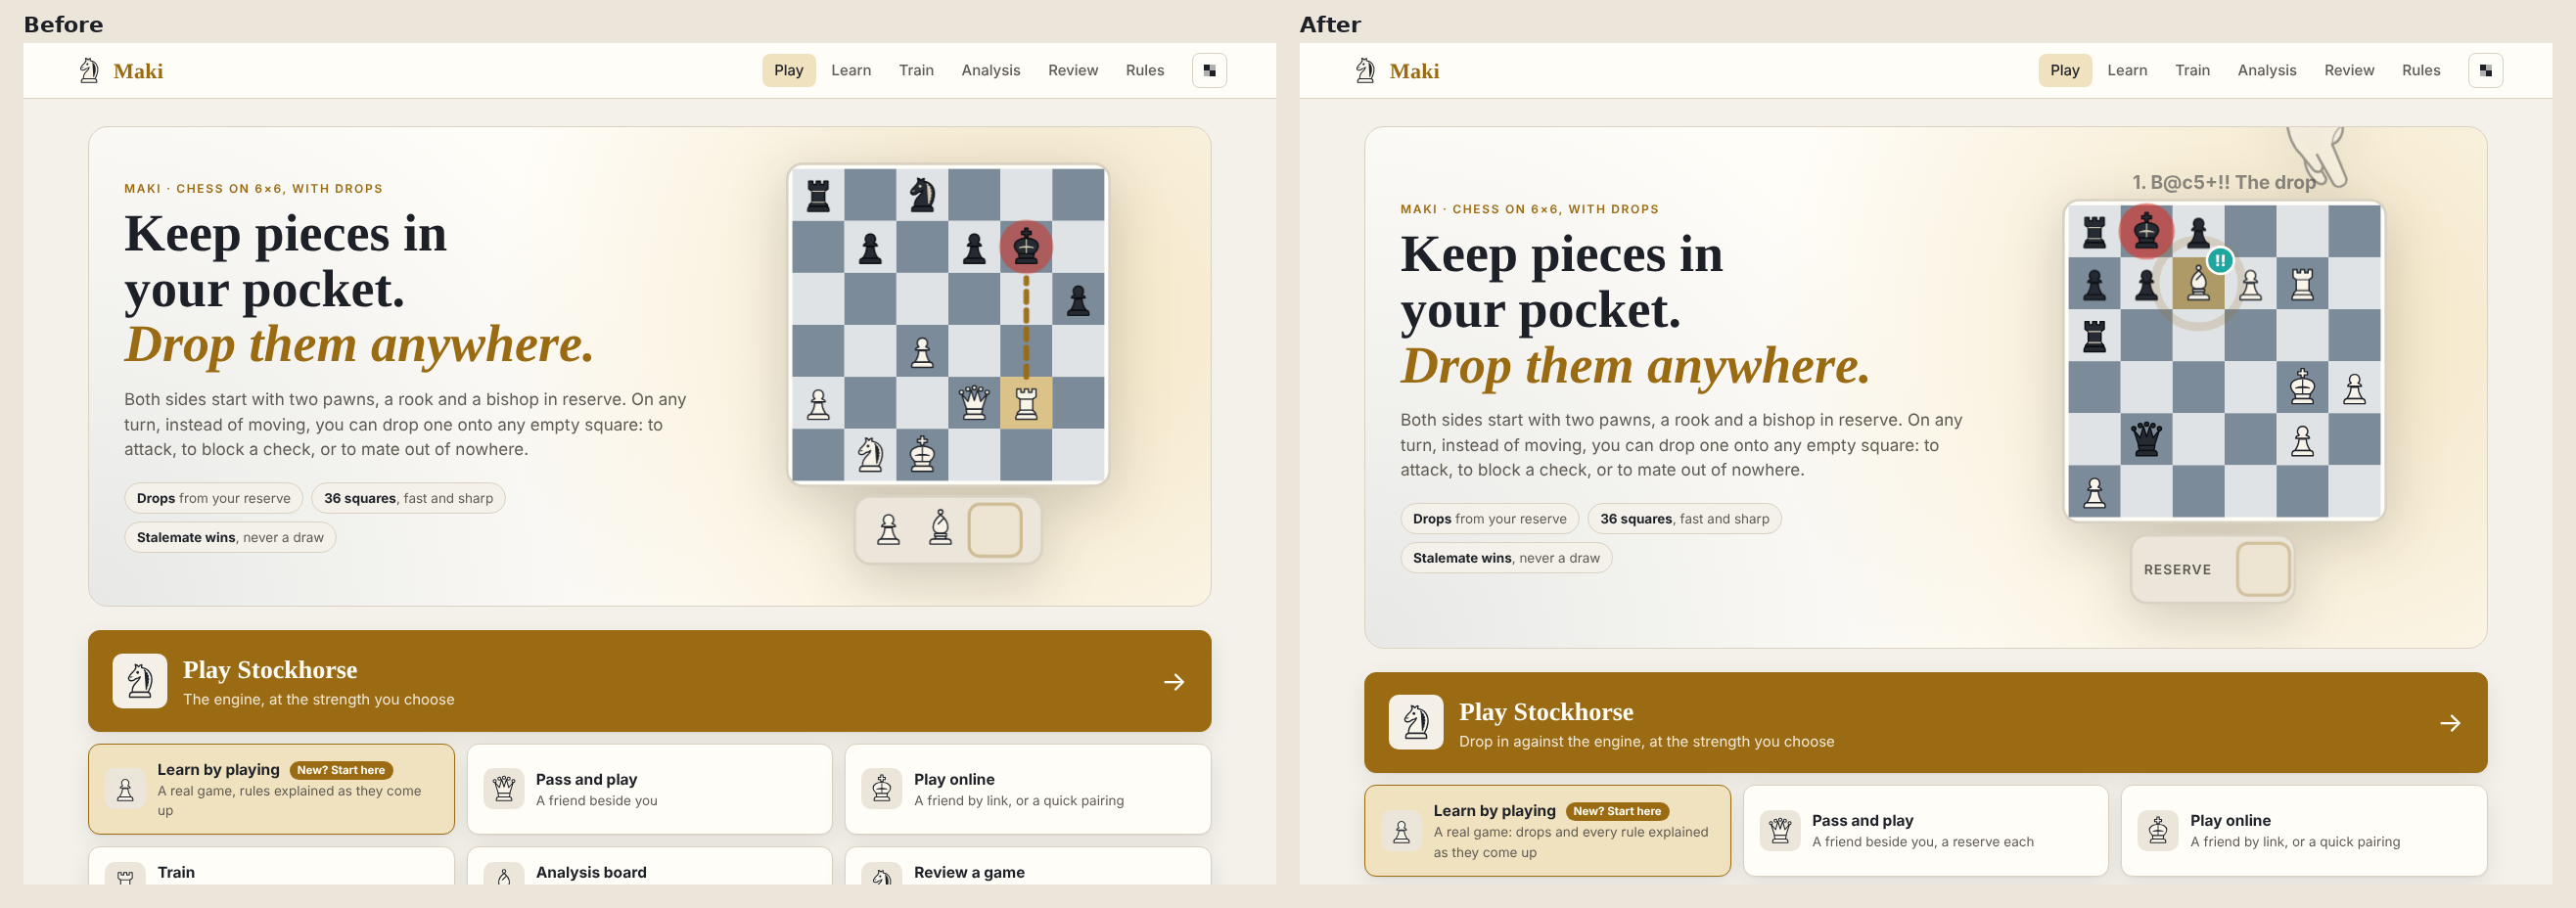 Before
Maki
Play
Learn
Train
Analysis
Review
Rules
MAKI · CHESS ON 6×6, WITH DROPS
Keep pieces in
your pocket.
Drop them anywhere.
Both sides start with two pawns, a rook and a bishop in reserve. On any
turn, instead of moving, you can drop one onto any empty square: to
attack, to block a check, or to mate out of nowhere.
Drops from your reserve
36 squares, fast and sharp
Stalemate wins, never a draw
Play Stockhorse
The engine, at the strength you choose
Learn by playing
New? Start here
A real game, rules explained as they come
up
Pass and play
A friend beside you
Play online
A friend by link, or a quick pairing
Train
Analysis board
Review a game
After
Maki
Play
Learn
Train
Analysis
Review
Rules
MAKI · CHESS ON 6×6, WITH DROPS
Keep pieces in
your pocket.
Drop them anywhere.
Both sides start with two pawns, a rook and a bishop in reserve. On any
turn, instead of moving, you can drop one onto any empty square: to
attack, to block a check, or to mate out of nowhere.
Drops from your reserve
36 squares, fast and sharp
Stalemate wins, never a draw
1. B@c5+!! The drop
!!
RESERVE
Play Stockhorse
Drop in against the engine, at the strength you choose
Learn by playing
New? Start here
A real game: drops and every rule explained
as they come up
Pass and play
A friend beside you, a reserve each
Play online
A friend by link, or a quick pairing